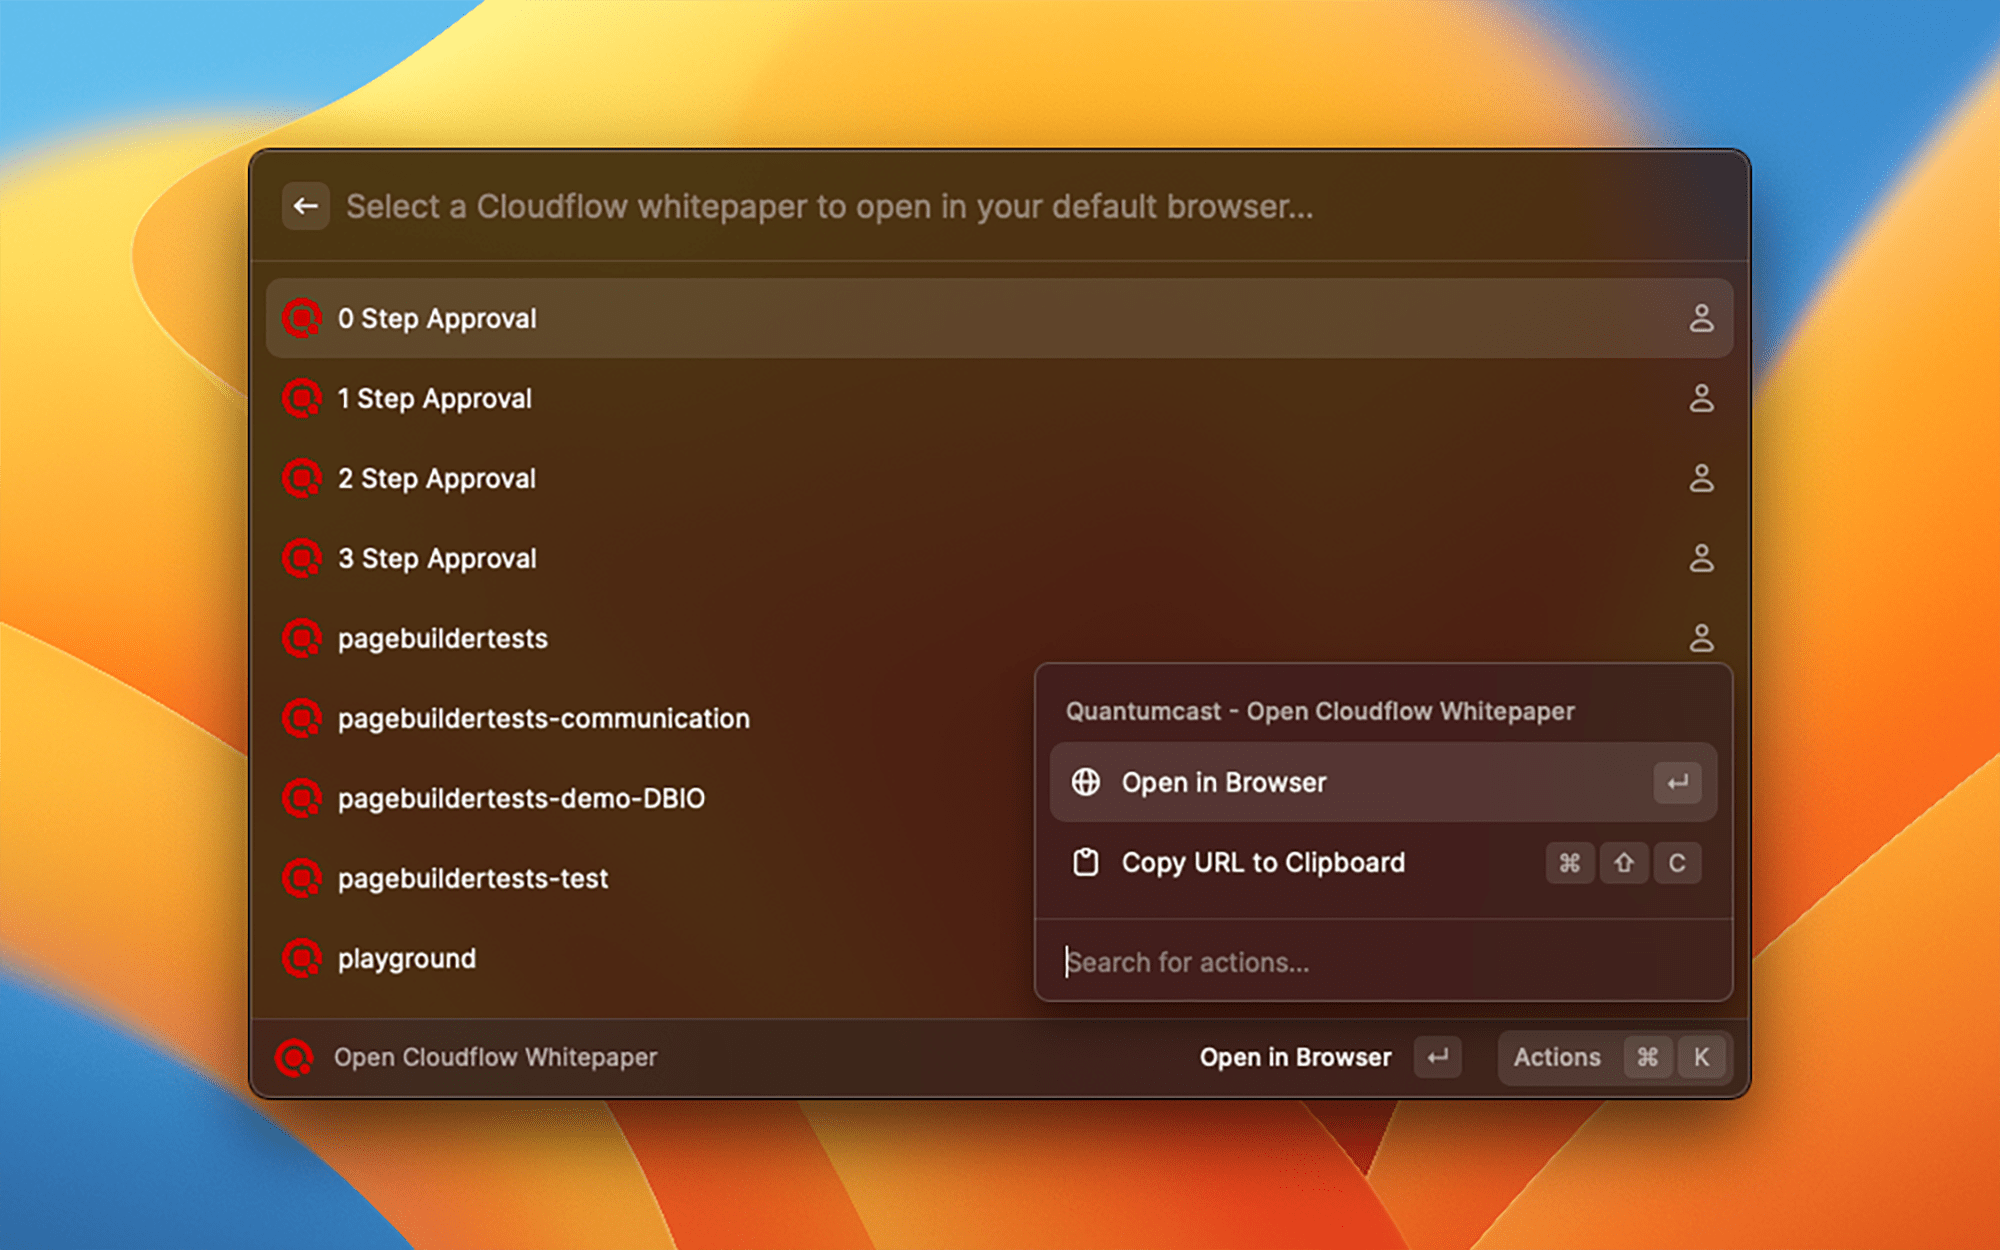 Select a Cloudflow whitepaper to open in your default browser...
0 Step Approval
1 Step Approval
2 Step Approval
3 Step Approval
pagebuildertests
pagebuildertests-communication
pagebuildertests-demo-DBIO
pagebuildertests-test
playground
Quantumcast - Open Cloudflow Whitepaper
Open in Browser ↵
Copy URL to Clipboard ⌘ ⇧ C
Search for actions...
Open Cloudflow Whitepaper Open in Browser ↵ Actions ⌘ K